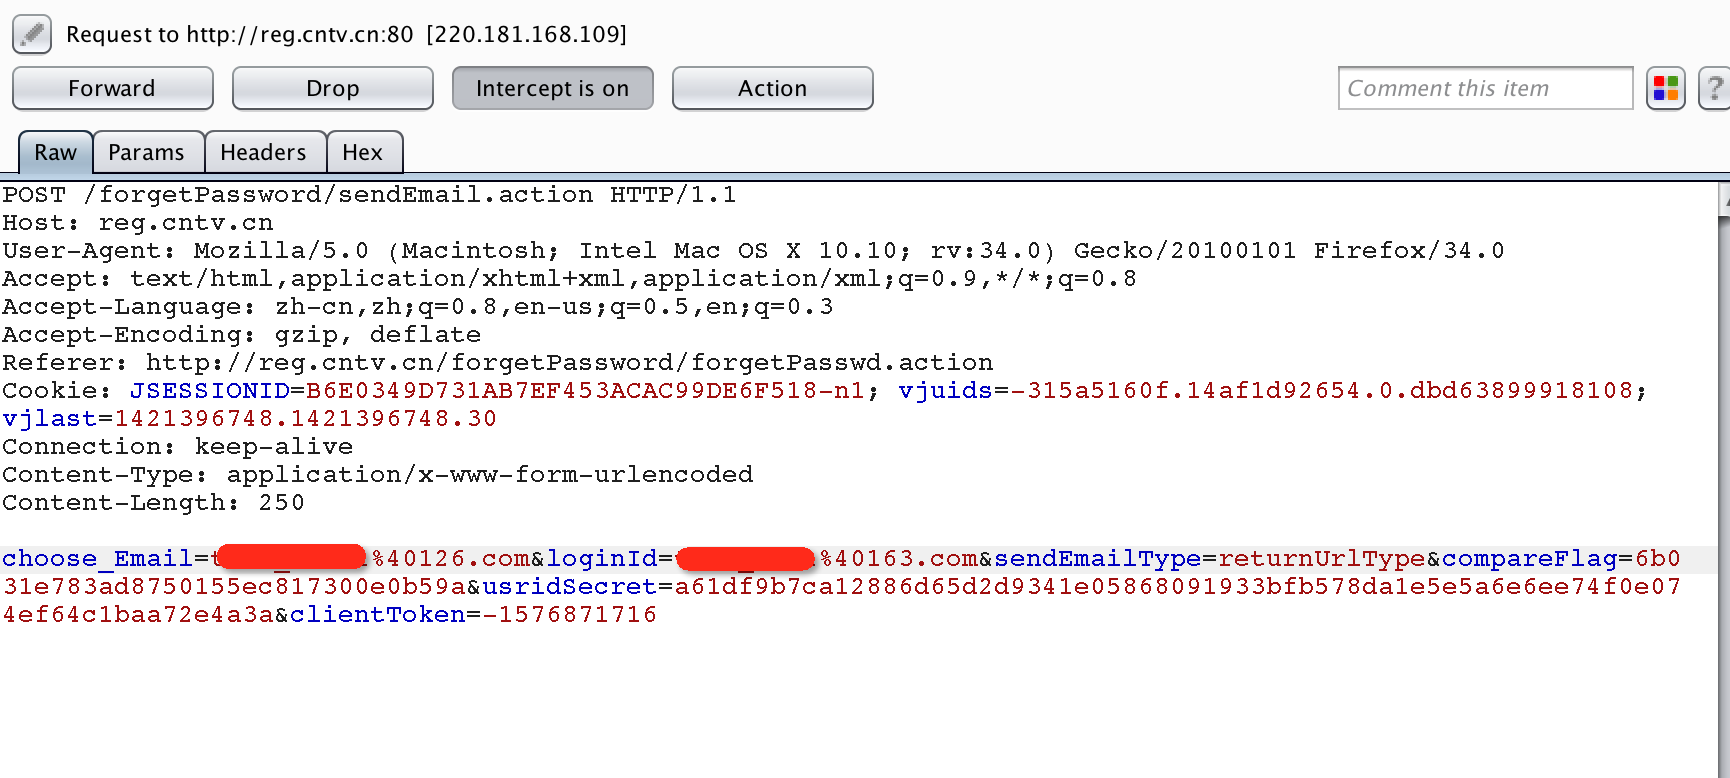 Request to http://reg.cntv.cn:80 [220.181.168.109]
Forward Drop Intercept is on Action Comment this item ?
Raw Params Headers Hex
POST /forgetPassword/sendEmail.action HTTP/1.1
Host: reg.cntv.cn
User-Agent: Mozilla/5.0 (Macintosh; Intel Mac OS X 10.10; rv:34.0) Gecko/20100101 Firefox/34.0
Accept: text/html,application/xhtml+xml,application/xml;q=0.9,*/*;q=0.8
Accept-Language: zh-cn,zh;q=0.8,en-us;q=0.5,en;q=0.3
Accept-Encoding: gzip, deflate
Referer: http://reg.cntv.cn/forgetPassword/forgetPasswd.action
Cookie: JSESSIONID=B6E0349D731AB7EF453ACAC99DE6F518-n1; vjuids=-315a5160f.14af1d92654.0.dbd63899918108;
vjlast=1421396748.1421396748.30
Connection: keep-alive
Content-Type: application/x-www-form-urlencoded
Content-Length: 250
choose_Email= %40126.com&loginId= %40163.com&sendEmailType=returnUrlType&compareFlag=6b0
31e783ad8750155ec817300e0b59a&usridSecret=a61df9b7ca12886d65d2d9341e05868091933bfb578da1e5e5a6e6ee74f0e07
4ef64c1baa72e4a3a&clientToken=-1576871716